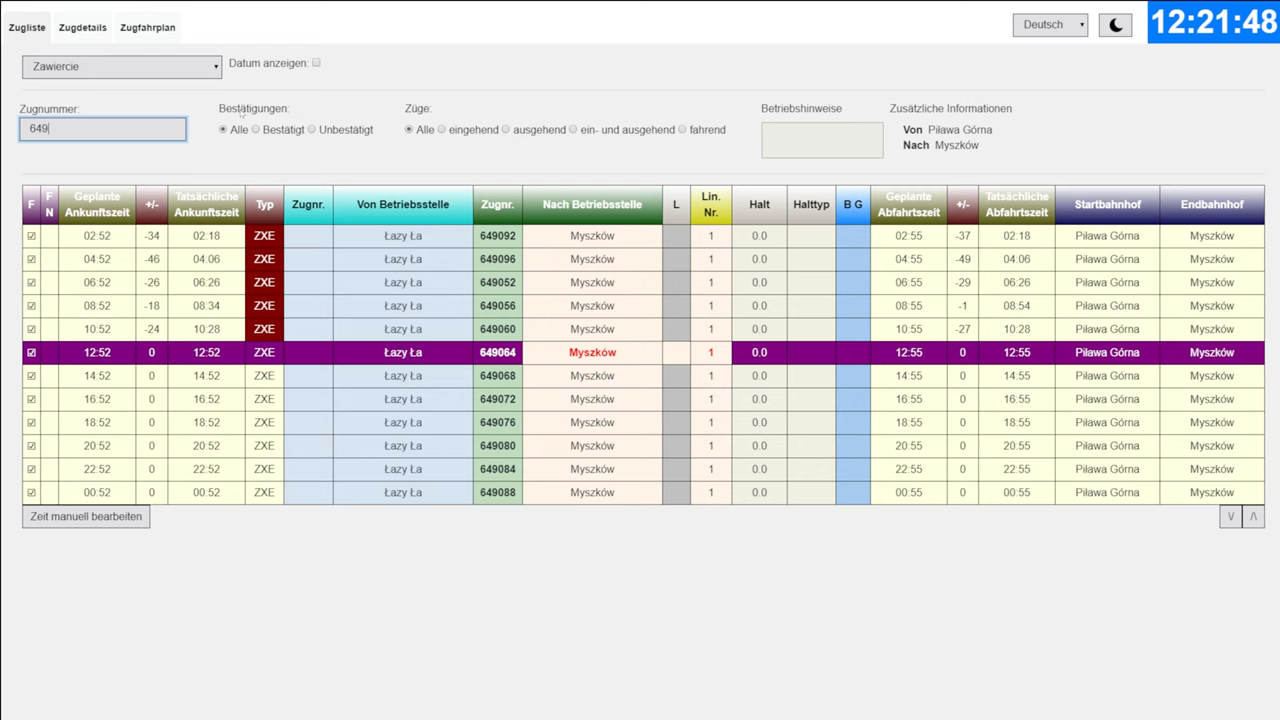 Zugliste Zugdetails Zugfahrplan Deutsch 12:21:48
Zawiercie Datum anzeigen:
Zugnummer: Bestätigungen: Züge: Betriebshinweise Zusätzliche Informationen
649 Alle Bestätigt Unbestätigt Alle eingehend ausgehend ein- und ausgehend fahrend Von Piława Górna
Nach Myszków
F F N Geplante Ankunftszeit +/- Tatsächliche Ankunftszeit Typ Zugnr. Von Betriebsstelle Zugnr. Nach Betriebsstelle L Lin. Nr. Halt Halttyp B G Geplante Abfahrtszeit +/- Tatsächliche Abfahrtszeit Startbahnhof Endbahnhof
02:52 -34 02:18 ZXE Łazy Ła 649092 Myszków 1 0.0 02:55 -37 02:18 Piława Górna Myszków
04:52 -46 04:06 ZXE Łazy Ła 649096 Myszków 1 0.0 04:55 -49 04:06 Piława Górna Myszków
06:52 -26 06:26 ZXE Łazy Ła 649052 Myszków 1 0.0 06:55 -29 06:26 Piława Górna Myszków
08:52 -18 08:34 ZXE Łazy Ła 649056 Myszków 1 0.0 08:55 -1 08:54 Piława Górna Myszków
10:52 -24 10:28 ZXE Łazy Ła 649060 Myszków 1 0.0 10:55 -27 10:28 Piława Górna Myszków
12:52 0 12:52 ZXE Łazy Ła 649064 Myszków 1 0.0 12:55 0 12:55 Piława Górna Myszków
14:52 0 14:52 ZXE Łazy Ła 649068 Myszków 1 0.0 14:55 0 14:55 Piława Górna Myszków
16:52 0 16:52 ZXE Łazy Ła 649072 Myszków 1 0.0 16:55 0 16:55 Piława Górna Myszków
18:52 0 18:52 ZXE Łazy Ła 649076 Myszków 1 0.0 18:55 0 18:55 Piława Górna Myszków
20:52 0 20:52 ZXE Łazy Ła 649080 Myszków 1 0.0 20:55 0 20:55 Piława Górna Myszków
22:52 0 22:52 ZXE Łazy Ła 649084 Myszków 1 0.0 22:55 0 22:55 Piława Górna Myszków
00:52 0 00:52 ZXE Łazy Ła 649088 Myszków 1 0.0 00:55 0 00:55 Piława Górna Myszków
Zeit manuell bearbeiten V Λ